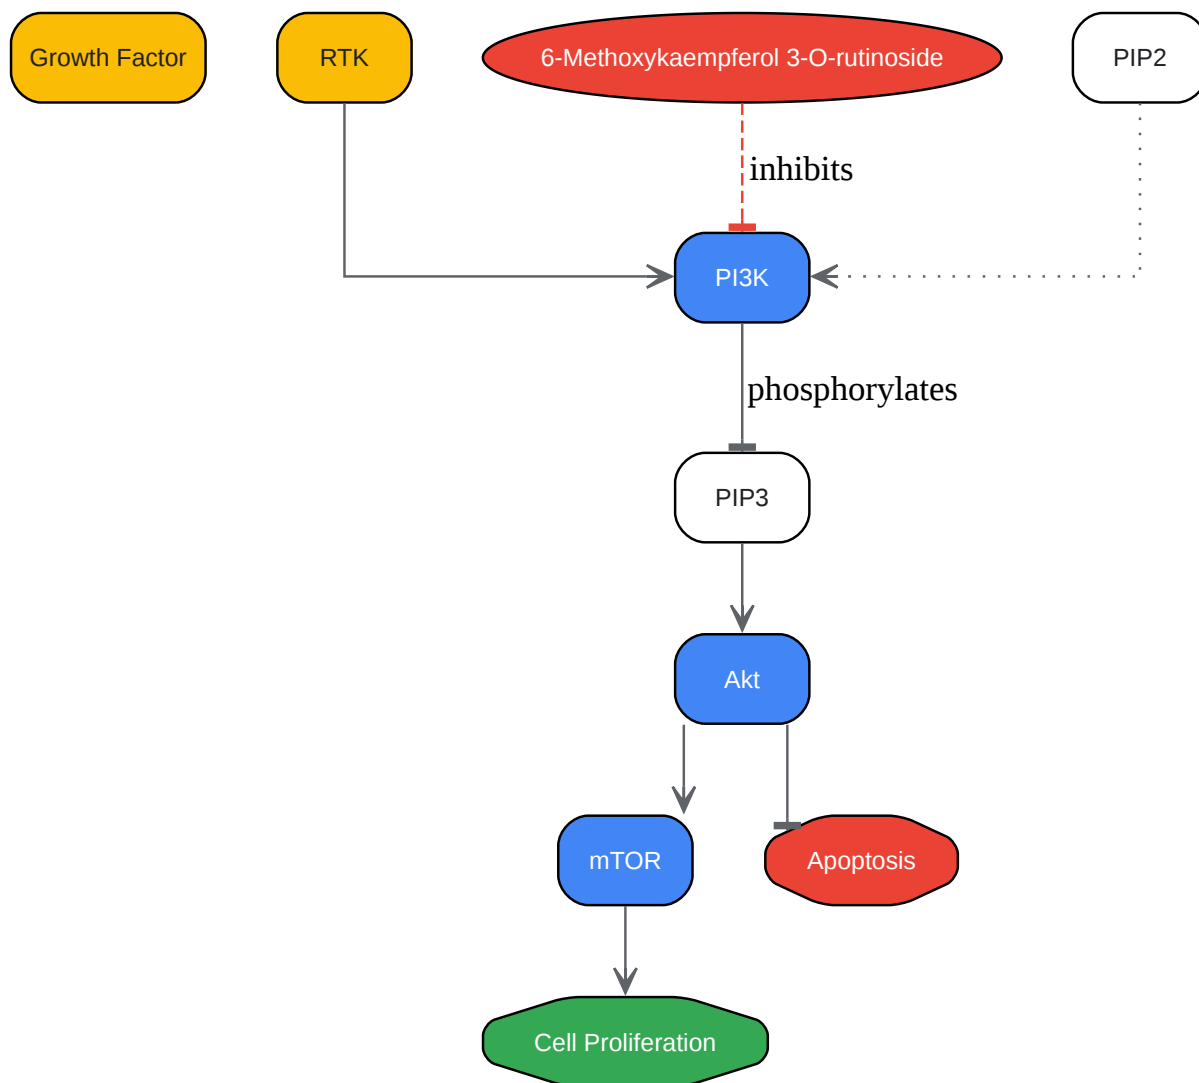 Growth Factor
RTK
6-Methoxykaempferol 3-O-rutinoside
PIP2
inhibits
PI3K
phosphorylates
PIP3
Akt
mTOR
Apoptosis
Cell Proliferation